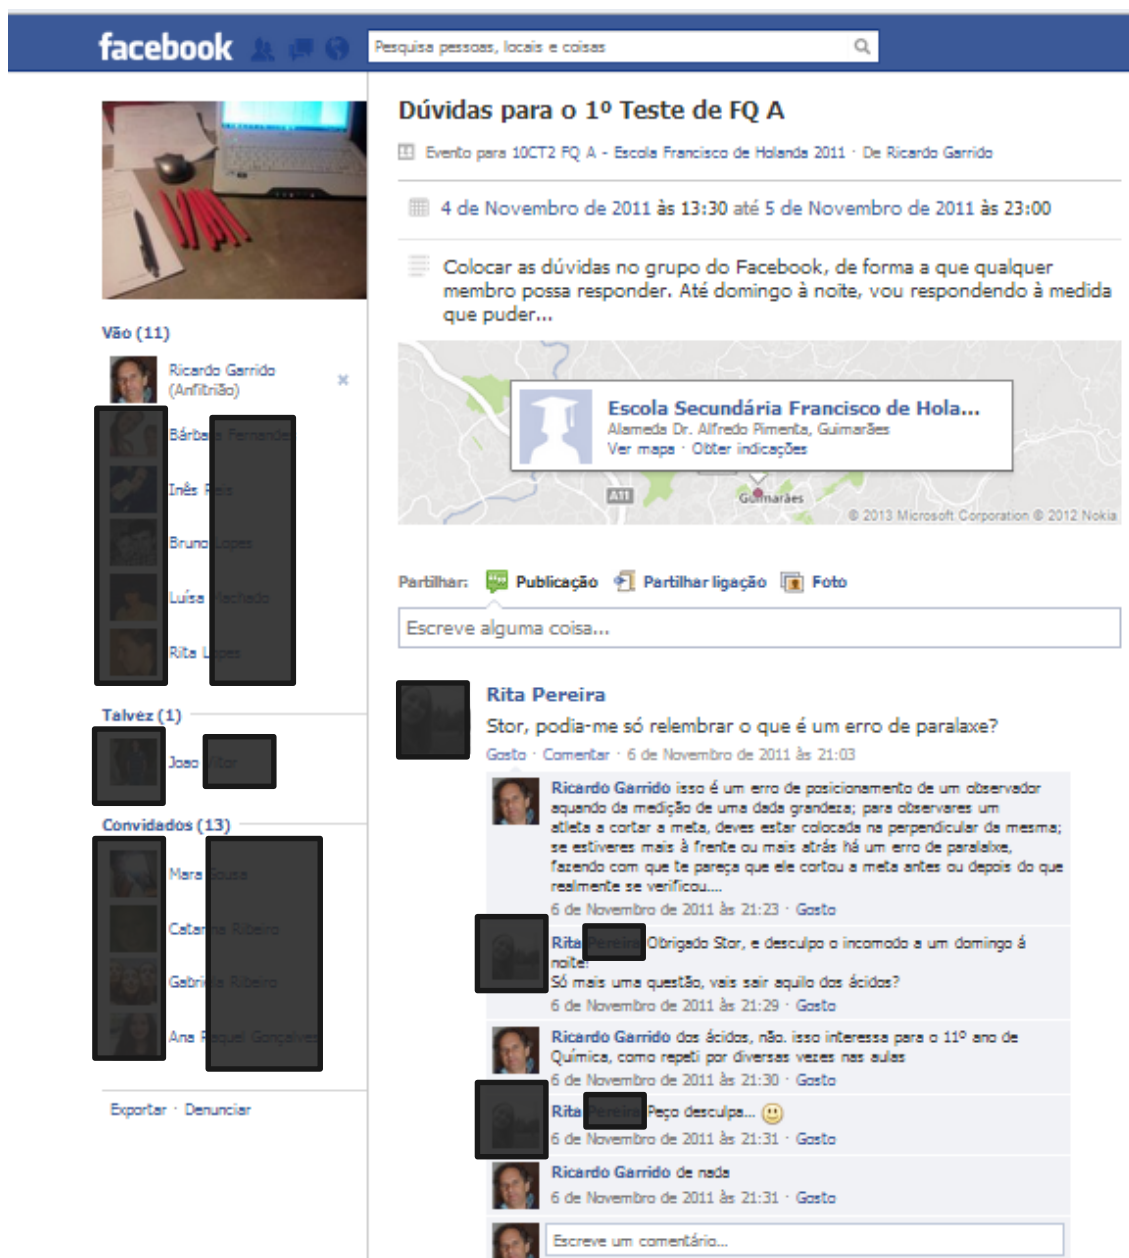 facebook
Pesquisa pessoas, locais e coisas
Dúvidas para o 1º Teste de FQ A
Evento para 10CT2 FQ A - Escola Francisco de Holanda 2011 · De Ricardo Garrido
4 de Novembro de 2011 às 13:30 até 5 de Novembro de 2011 às 23:00
Colocar as dúvidas no grupo do Facebook, de forma a que qualquer
membro possa responder. Até domingo à noite, vou respondendo à medida
que puder...
Vão (11)
Ricardo Garrido
(Anfitrião)
Bárbara
Inês
Bruno
Luísa
Rita
Talvez (1)
Joao
Convidados (13)
Mara
Catarina
Gabriela
Ana
Exportar · Denunciar
Escola Secundária Francisco de Hola...
Alameda Dr. Alfredo Pimenta, Guimarães
Ver mapa · Obter indicações
A11
Guimarães
© 2013 Microsoft Corporation © 2012 Nokia
Partilhar: Publicação Partilhar ligação Foto
Escreve alguma coisa...
Rita Pereira
Stor, podia-me só relembrar o que é um erro de paralaxe?
Gosto · Comentar · 6 de Novembro de 2011 às 21:03
Ricardo Garrido isso é um erro de posicionamento de um observador
aquando da medição de uma dada grandeza; para observares um
atleta a cortar a meta, deves estar colocada na perpendicular da mesma;
se estiveres mais à frente ou mais atrás há um erro de paralalxe,
fazendo com que te pareça que ele cortou a meta antes ou depois do que
realmente se verificou....
6 de Novembro de 2011 às 21:23 · Gosto
Rita Obrigado Stor, e desculpo o incomodo a um domingo á
noite!
Só mais uma questão, vais sair aquilo dos ácidos?
6 de Novembro de 2011 às 21:29 · Gosto
Ricardo Garrido dos ácidos, não. isso interessa para o 11º ano de
Química, como repeti por diversas vezes nas aulas
6 de Novembro de 2011 às 21:30 · Gosto
Rita Peço desculpa...
6 de Novembro de 2011 às 21:31 · Gosto
Ricardo Garrido de nada
6 de Novembro de 2011 às 21:31 · Gosto
Escreve um comentário...